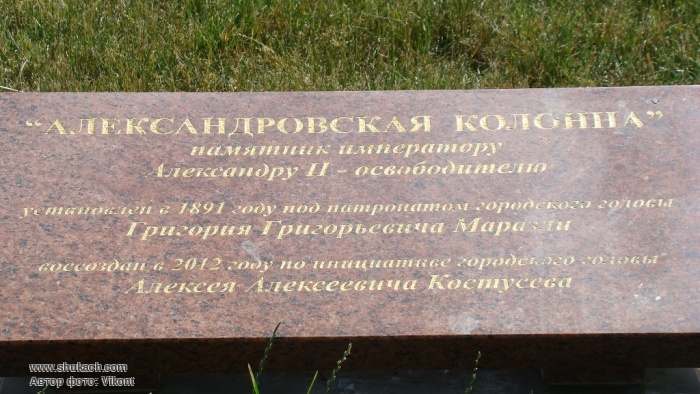 “АЛЕКСАНДРОВСКАЯ КОЛОННА”
памятник императору
Александру II - освободителю
установлен в 1891 году под патронатом городского головы
Григория Григорьевича Маразли
воссоздан в 2012 году по инициативе городского головы
Алексея Алексеевича Костусева
www.shukach.com
Автор фото: Vikont